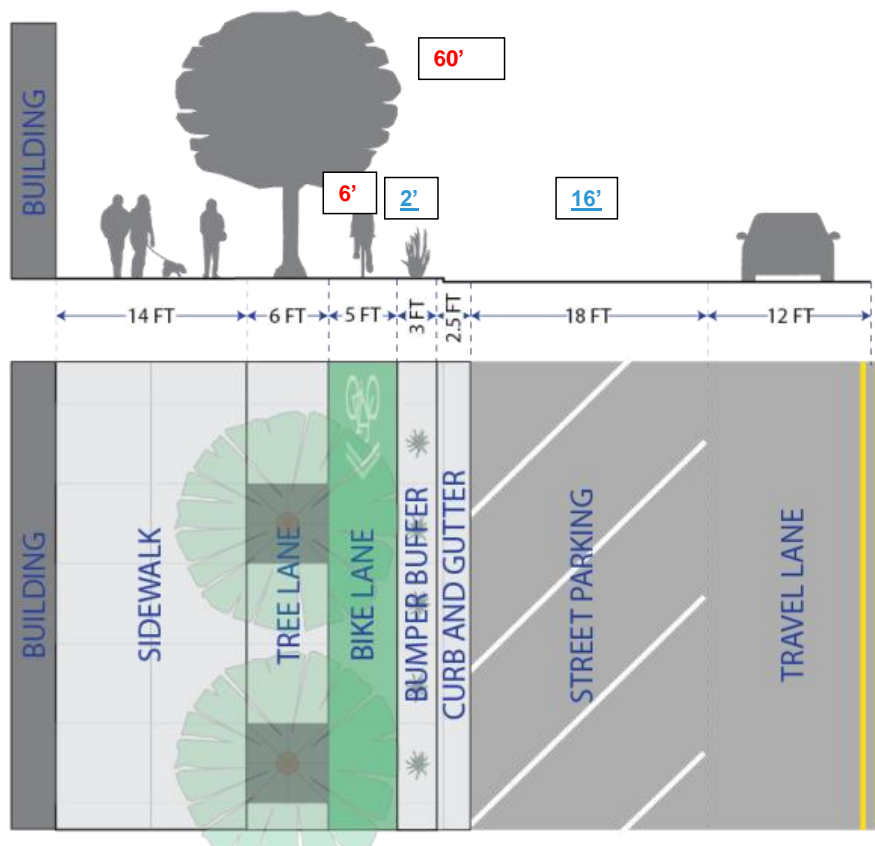 60’
BUILDING
6’
2’
16’
14 FT
6 FT
5 FT
3 FT
2.5 FT
18 FT
12 FT
BUILDING
SIDEWALK
TREE LANE
BIKE LANE
BUMPER BUFFER
CURB AND GUTTER
STREET PARKING
TRAVEL LANE